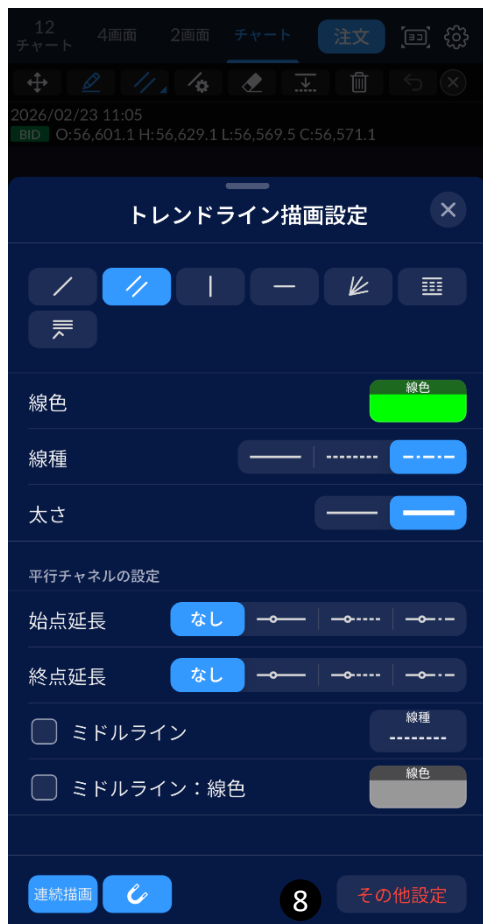 12
チャート 4画面 2画面 チャート 注文
2026/02/23 11:05
BID O:56,601.1 H:56,629.1 L:56,569.5 C:56,571.1
トレンドライン描画設定
線色 線色
線種
太さ
平行チャネルの設定
始点延長 なし
終点延長 なし
ミドルライン 線種
ミドルライン：線色 線色
連続描画 8 その他設定